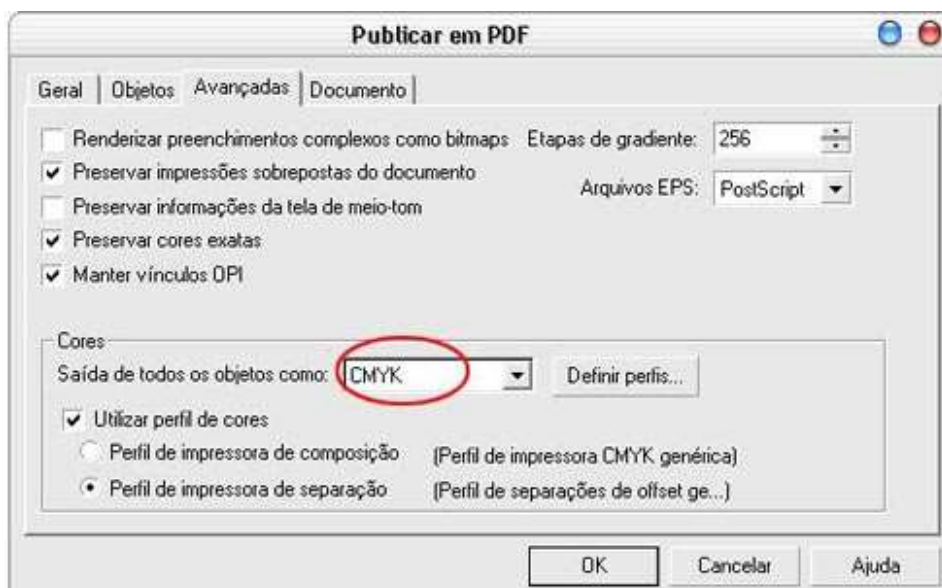 Publicar em PDF
Geral Objetos Avançadas Documento
Renderizar preenchimentos complexos como bitmaps Etapas de gradiente: 256
Preservar impressões sobrepostas do documento
Arquivos EPS: PostScript
Preservar informações da tela de meio-tom
Preservar cores exatas
Manter vínculos OPI
Cores
Saída de todos os objetos como: CMYK Definir perfis...
Utilizar perfil de cores
Perfil de impressora de composição (Perfil de impressora CMYK genérica)
Perfil de impressora de separação (Perfil de separações de offset ge...)
OK Cancelar Ajuda